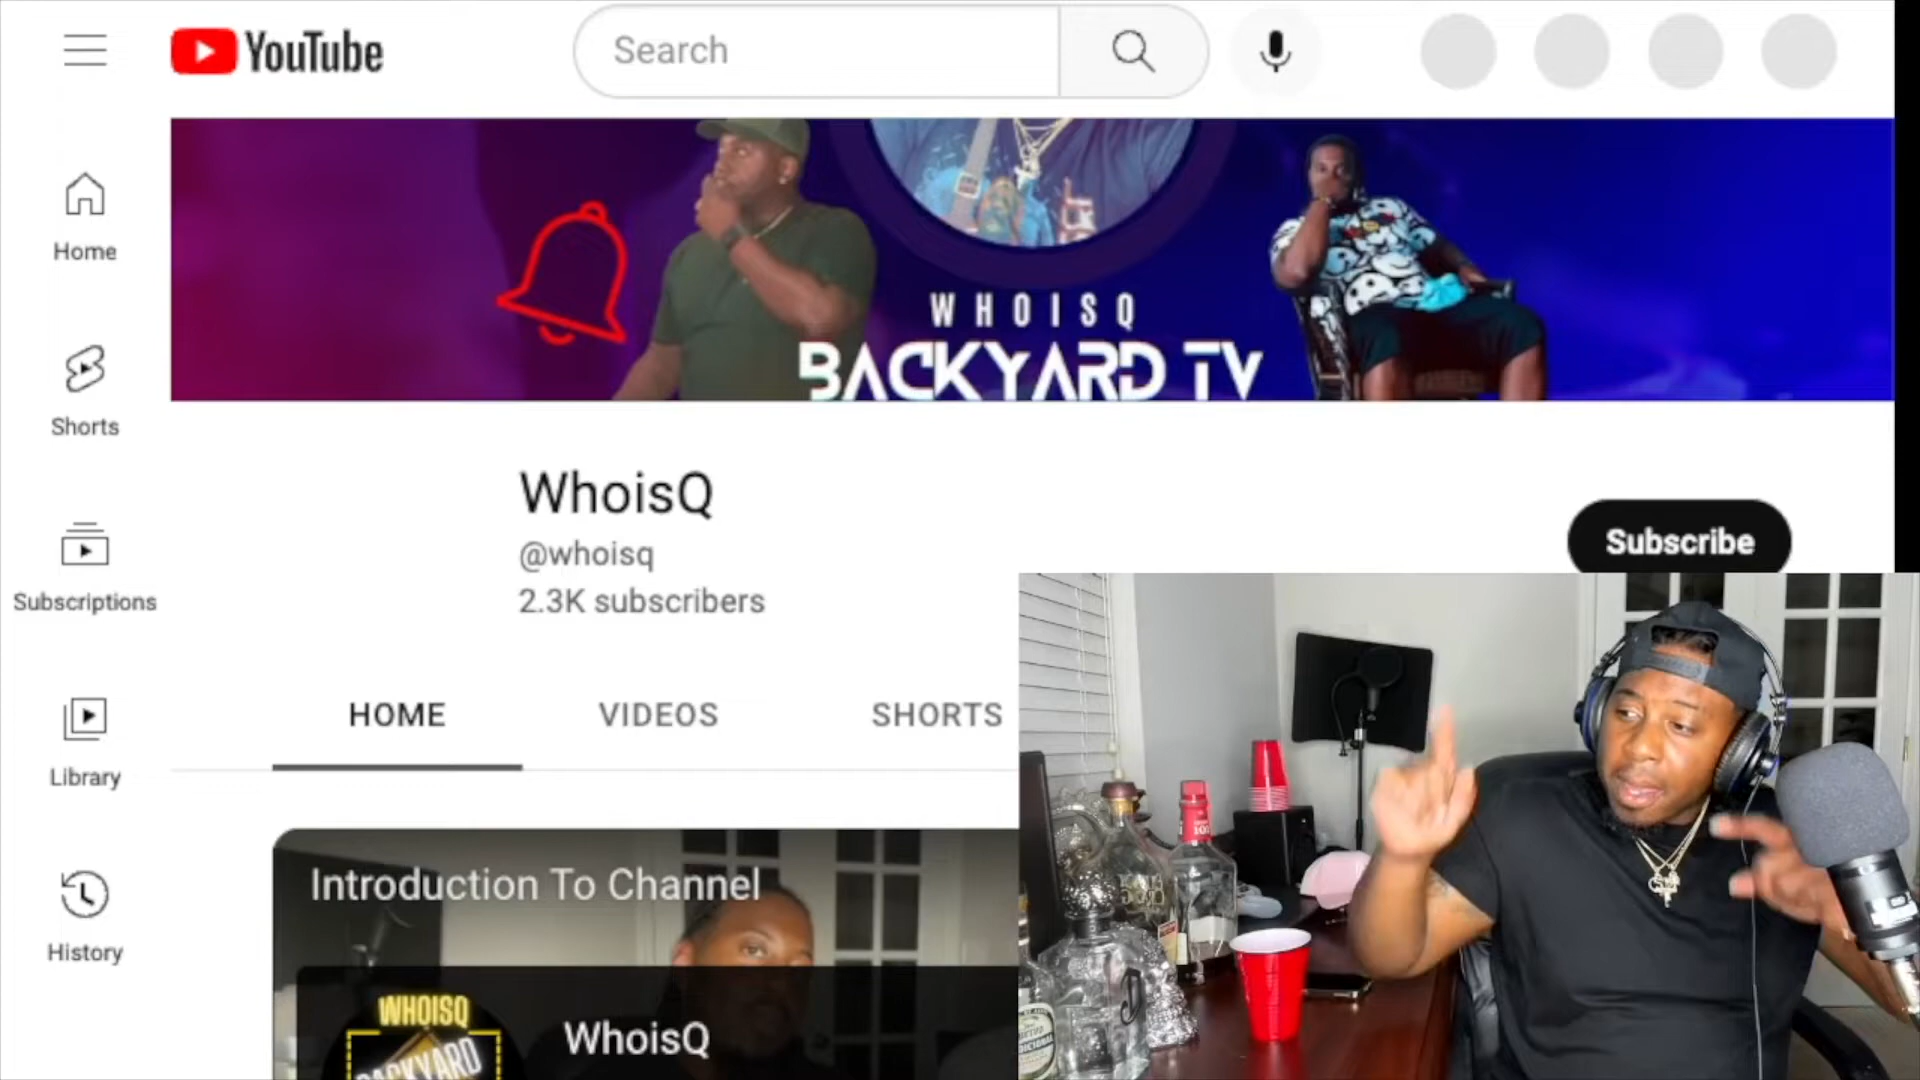 YouTube
Search
Home
Shorts
Subscriptions
Library
History
WHOISQ
BACKYARD TV
WhoisQ
@whoisq
2.3K subscribers
Subscribe
HOME
VIDEOS
SHORTS
Introduction To Channel
WHOISQ
BACKYARD
WhoisQ